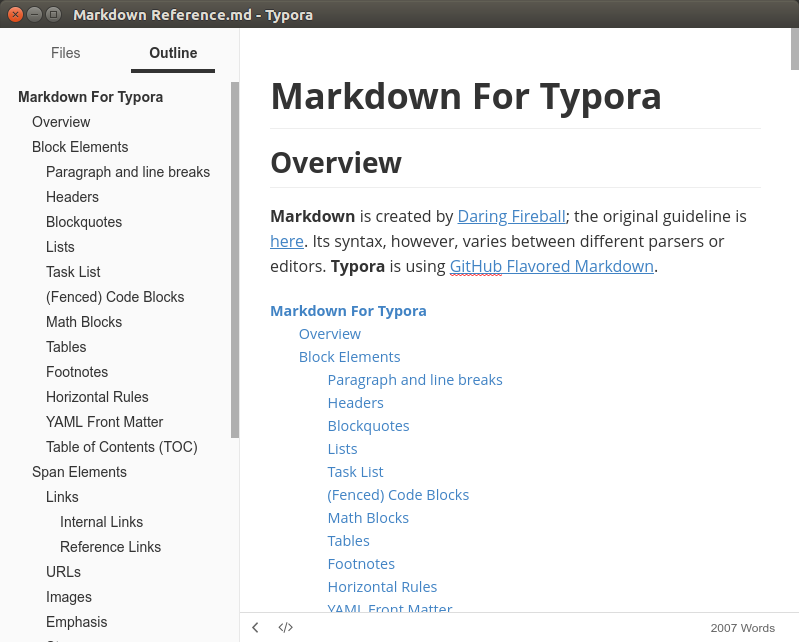 Markdown Reference.md - Typora
Files Outline
Markdown For Typora
Overview
Block Elements
Paragraph and line breaks
Headers
Blockquotes
Lists
Task List
(Fenced) Code Blocks
Math Blocks
Tables
Footnotes
Horizontal Rules
YAML Front Matter
Table of Contents (TOC)
Span Elements
Links
Internal Links
Reference Links
URLs
Images
Emphasis
Markdown For Typora
Overview
Markdown is created by Daring Fireball; the original guideline is
here. Its syntax, however, varies between different parsers or
editors. Typora is using GitHub Flavored Markdown.
Markdown For Typora
Overview
Block Elements
Paragraph and line breaks
Headers
Blockquotes
Lists
Task List
(Fenced) Code Blocks
Math Blocks
Tables
Footnotes
Horizontal Rules
YAML Front Matter
</> 2007 Words